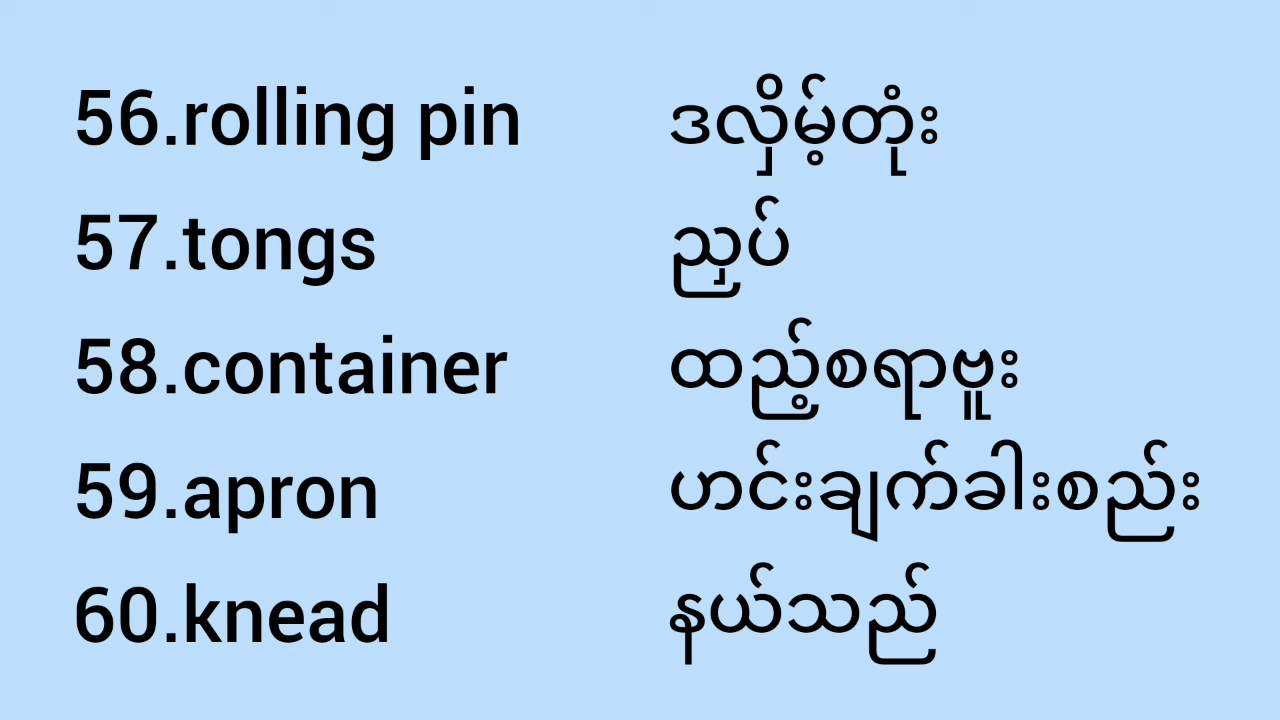 56.rolling pin ဒလှိမ့်တုံး
57.tongs ညှပ်
58.container ထည့်စရာဗူး
59.apron ဟင်းချက်ခါးစည်း
60.knead နယ်သည်